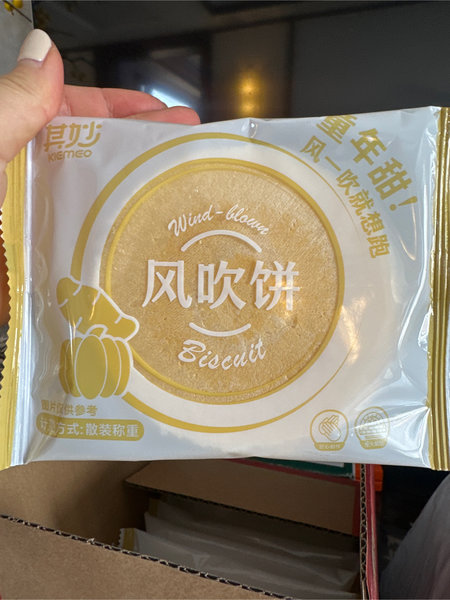 其妙
KIEMEO
童年甜!
风一吹就想跑
Wind-blown
风吹饼
Biscuit
图片仅供参考
方式:散装称重